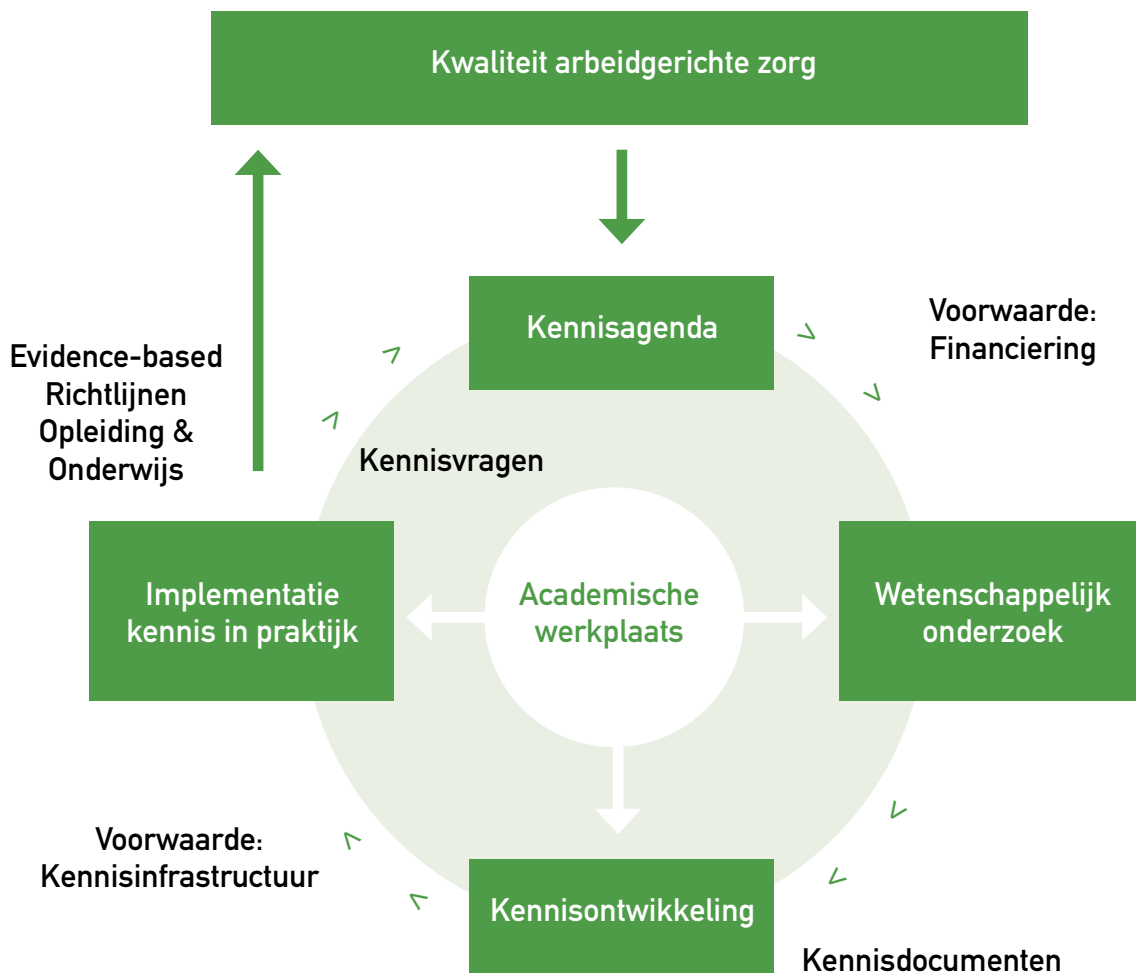 Kwaliteit arbeidgerichte zorg
Kennisagenda
Voorwaarde:
Financiering
Evidence-based
Richtlijnen
Opleiding &
Onderwijs
Kennisvragen
Implementatie
kennis in praktijk
Academische
werkplaats
Wetenschappelijk
onderzoek
Voorwaarde:
Kennisinfrastructuur
Kennisontwikkeling
Kennisdocumenten